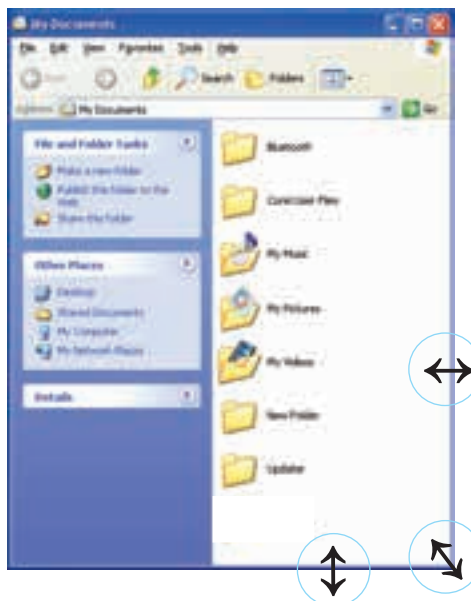 My Documents
File Edit View Favorites Tools Help
Search Folders
My Documents Go
File and Folder Tasks
Make a new folder
Publish this folder to the
Web
Share this folder
Other Places
Desktop
Shared Documents
My Computer
My Network Places
Details
Bluetooth
My Music
My Pictures
My Videos
New Folder
Updater